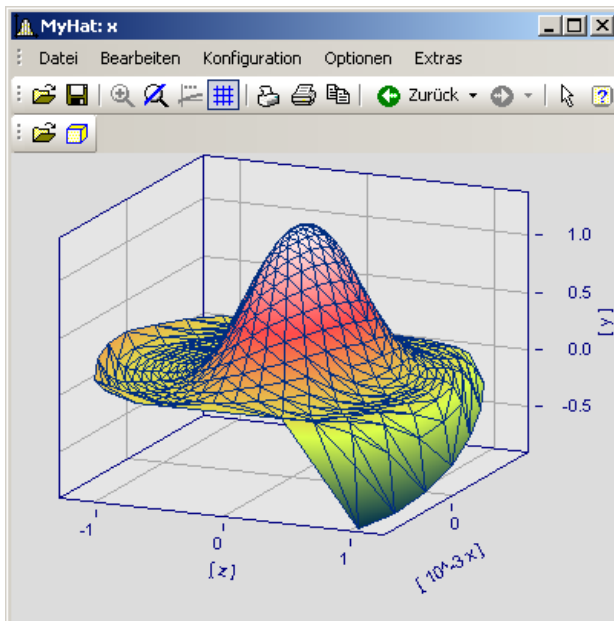 MyHat: x
Datei Bearbeiten Konfiguration Optionen Extras
Zurück
?
1.0
0.5
0.0
-0.5
[ y ]
-1
0
1
[ z ]
0
[ 10^-3 x ]